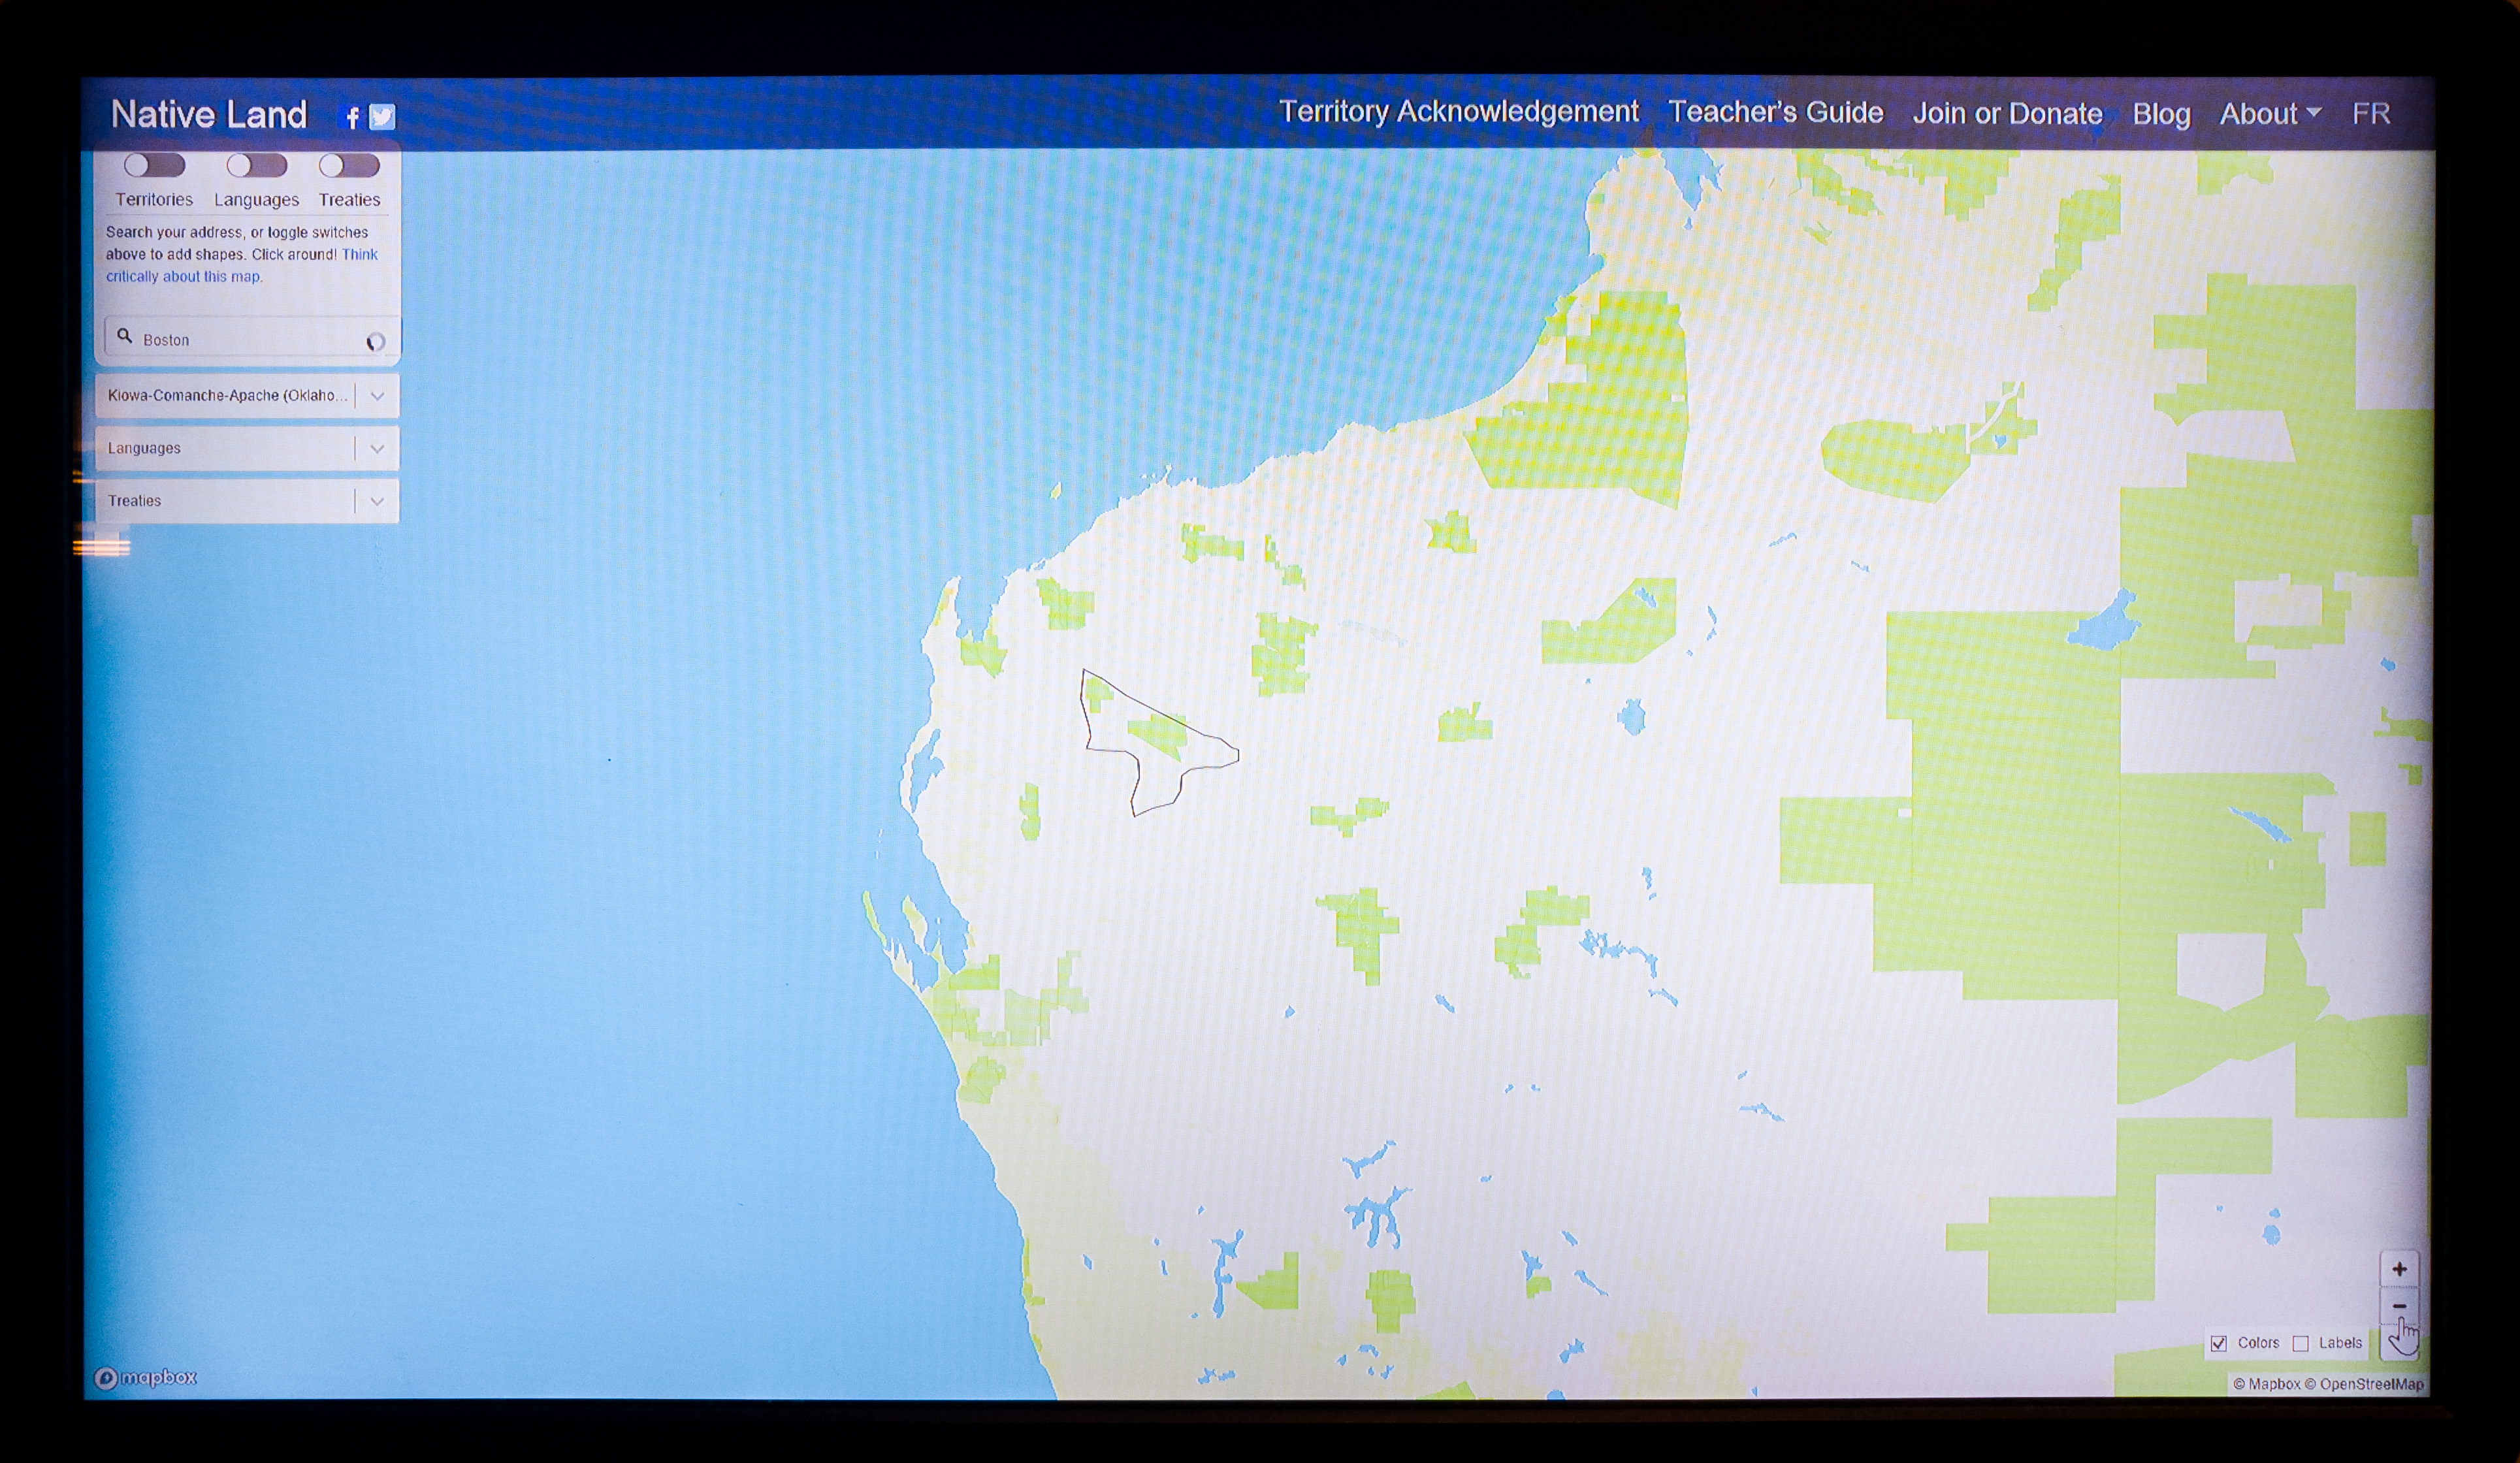 Native Land
Territory Acknowledgement Teacher's Guide Join or Donate Blog About FR
Territories Languages Treaties
Search your address, or toggle switches
above to add shapes. Click around! Think
critically about this map.
Boston
Kiowa-Comanche-Apache (Oklaho...
Languages
Treaties
+
−
Colors Labels
mapbox
© Mapbox © OpenStreetMap